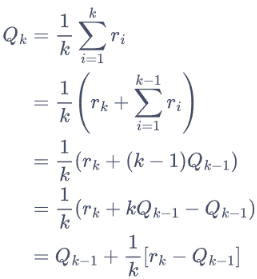 $Q_k = \frac{1}{k} \sum_{i=1}^{k} r_i$
$= \frac{1}{k} \left( r_k + \sum_{i=1}^{k-1} r_i \right)$
$= \frac{1}{k} (r_k + (k-1) Q_{k-1})$
$= \frac{1}{k} (r_k + k Q_{k-1} - Q_{k-1})$
$= Q_{k-1} + \frac{1}{k} [r_k - Q_{k-1}]$